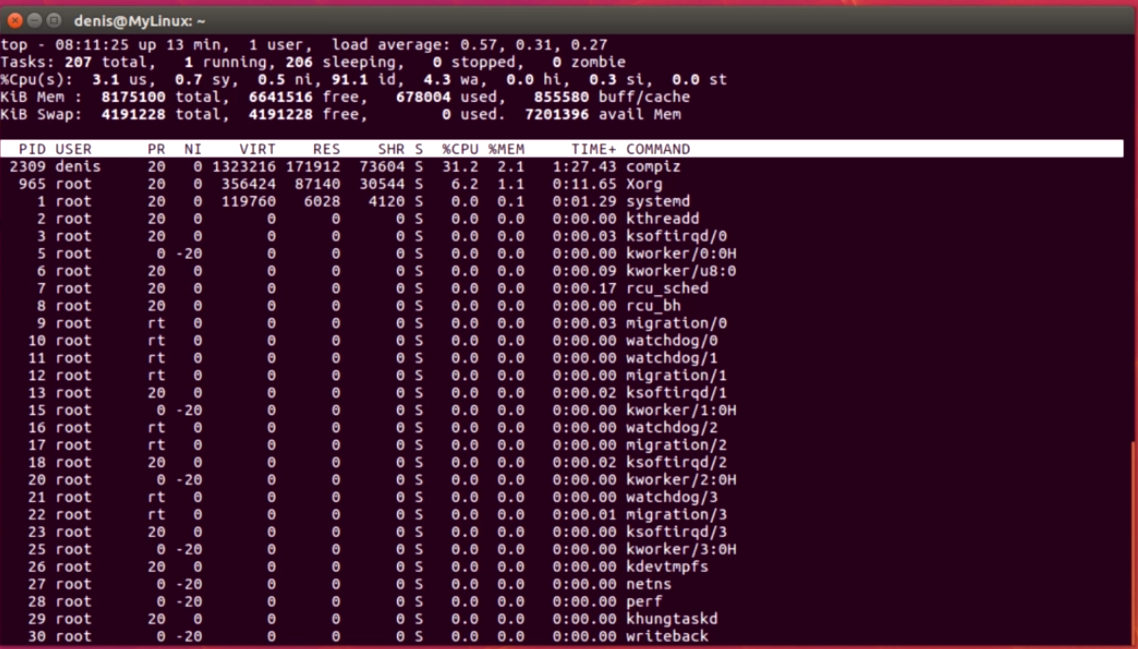 denis@MyLinux: ~
top - 08:11:25 up 13 min,  1 user,  load average: 0.57, 0.31, 0.27
Tasks: 207 total,   1 running, 206 sleeping,   0 stopped,   0 zombie
%Cpu(s):  3.1 us,  0.7 sy,  0.5 ni, 91.1 id,  4.3 wa,  0.0 hi,  0.3 si,  0.0 st
KiB Mem :  8175100 total,  6641516 free,   678004 used,   855580 buff/cache
KiB Swap:  4191228 total,  4191228 free,        0 used.  7201396 avail Mem
PID USER      PR  NI    VIRT    RES    SHR S  %CPU %MEM     TIME+ COMMAND
2309 denis     20   0 1323216 171912  73604 S  31.2  2.1   1:27.43 compiz
965 root      20   0  356424  87140  30544 S   6.2  1.1   0:11.65 Xorg
1 root      20   0  119760   6028   4120 S   0.0  0.1   0:01.29 systemd
2 root      20   0       0      0      0 S   0.0  0.0   0:00.00 kthreadd
3 root      20   0       0      0      0 S   0.0  0.0   0:00.03 ksoftirqd/0
5 root       0 -20       0      0      0 S   0.0  0.0   0:00.00 kworker/0:0H
6 root      20   0       0      0      0 S   0.0  0.0   0:00.09 kworker/u8:0
7 root      20   0       0      0      0 S   0.0  0.0   0:00.17 rcu_sched
8 root      20   0       0      0      0 S   0.0  0.0   0:00.00 rcu_bh
9 root      rt   0       0      0      0 S   0.0  0.0   0:00.03 migration/0
10 root      rt   0       0      0      0 S   0.0  0.0   0:00.00 watchdog/0
11 root      rt   0       0      0      0 S   0.0  0.0   0:00.00 watchdog/1
12 root      rt   0       0      0      0 S   0.0  0.0   0:00.00 migration/1
13 root      20   0       0      0      0 S   0.0  0.0   0:00.02 ksoftirqd/1
15 root       0 -20       0      0      0 S   0.0  0.0   0:00.00 kworker/1:0H
16 root      rt   0       0      0      0 S   0.0  0.0   0:00.00 watchdog/2
17 root      rt   0       0      0      0 S   0.0  0.0   0:00.00 migration/2
18 root      20   0       0      0      0 S   0.0  0.0   0:00.02 ksoftirqd/2
20 root       0 -20       0      0      0 S   0.0  0.0   0:00.00 kworker/2:0H
21 root      rt   0       0      0      0 S   0.0  0.0   0:00.00 watchdog/3
22 root      rt   0       0      0      0 S   0.0  0.0   0:00.01 migration/3
23 root      20   0       0      0      0 S   0.0  0.0   0:00.00 ksoftirqd/3
25 root       0 -20       0      0      0 S   0.0  0.0   0:00.00 kworker/3:0H
26 root      20   0       0      0      0 S   0.0  0.0   0:00.00 kdevtmpfs
27 root       0 -20       0      0      0 S   0.0  0.0   0:00.00 netns
28 root       0 -20       0      0      0 S   0.0  0.0   0:00.00 perf
29 root      20   0       0      0      0 S   0.0  0.0   0:00.00 khungtaskd
30 root       0 -20       0      0      0 S   0.0  0.0   0:00.00 writeback